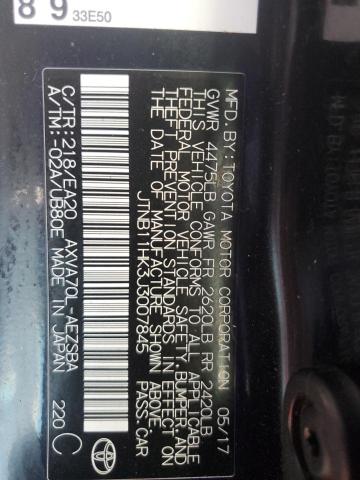 89 33E50
MFD. BY: TOYOTA MOTOR CORPORATION 05/17
GVWR 4475LB GAWR FR 2620LB RR 2420LB
THIS VEHICLE CONFORMS TO ALL APPLICABLE
FEDERAL MOTOR VEHICLE SAFETY, BUMPER, AND
THEFT PREVENTION STANDARDS IN EFFECT ON
THE DATE OF MANUFACTURE SHOWN ABOVE.
JTNB11HK3J3007845 PASS.CAR
C/TR:218/EA20 AXVA70L-AEZSBA 220
A/TM:-02A/UB80E MADE IN JAPAN C
TOYOTA